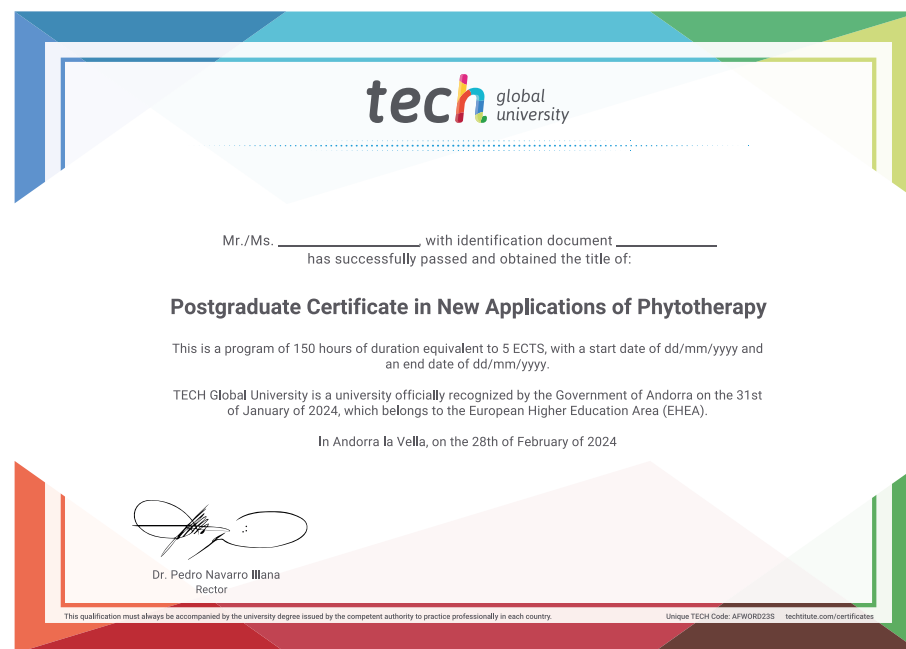 tech global
university
Mr./Ms. , with identification document
has successfully passed and obtained the title of:
Postgraduate Certificate in New Applications of Phytotherapy
This is a program of 150 hours of duration equivalent to 5 ECTS, with a start date of dd/mm/yyyy and
an end date of dd/mm/yyyy.
TECH Global University is a university officially recognized by the Government of Andorra on the 31st
of January of 2024, which belongs to the European Higher Education Area (EHEA).
In Andorra la Vella, on the 28th of February of 2024
Dr. Pedro Navarro Illana
Rector
This qualification must always be accompanied by the university degree issued by the competent authority to practice professionally in each country.
Unique TECH Code: AFWORD23S techtitute.com/certificates